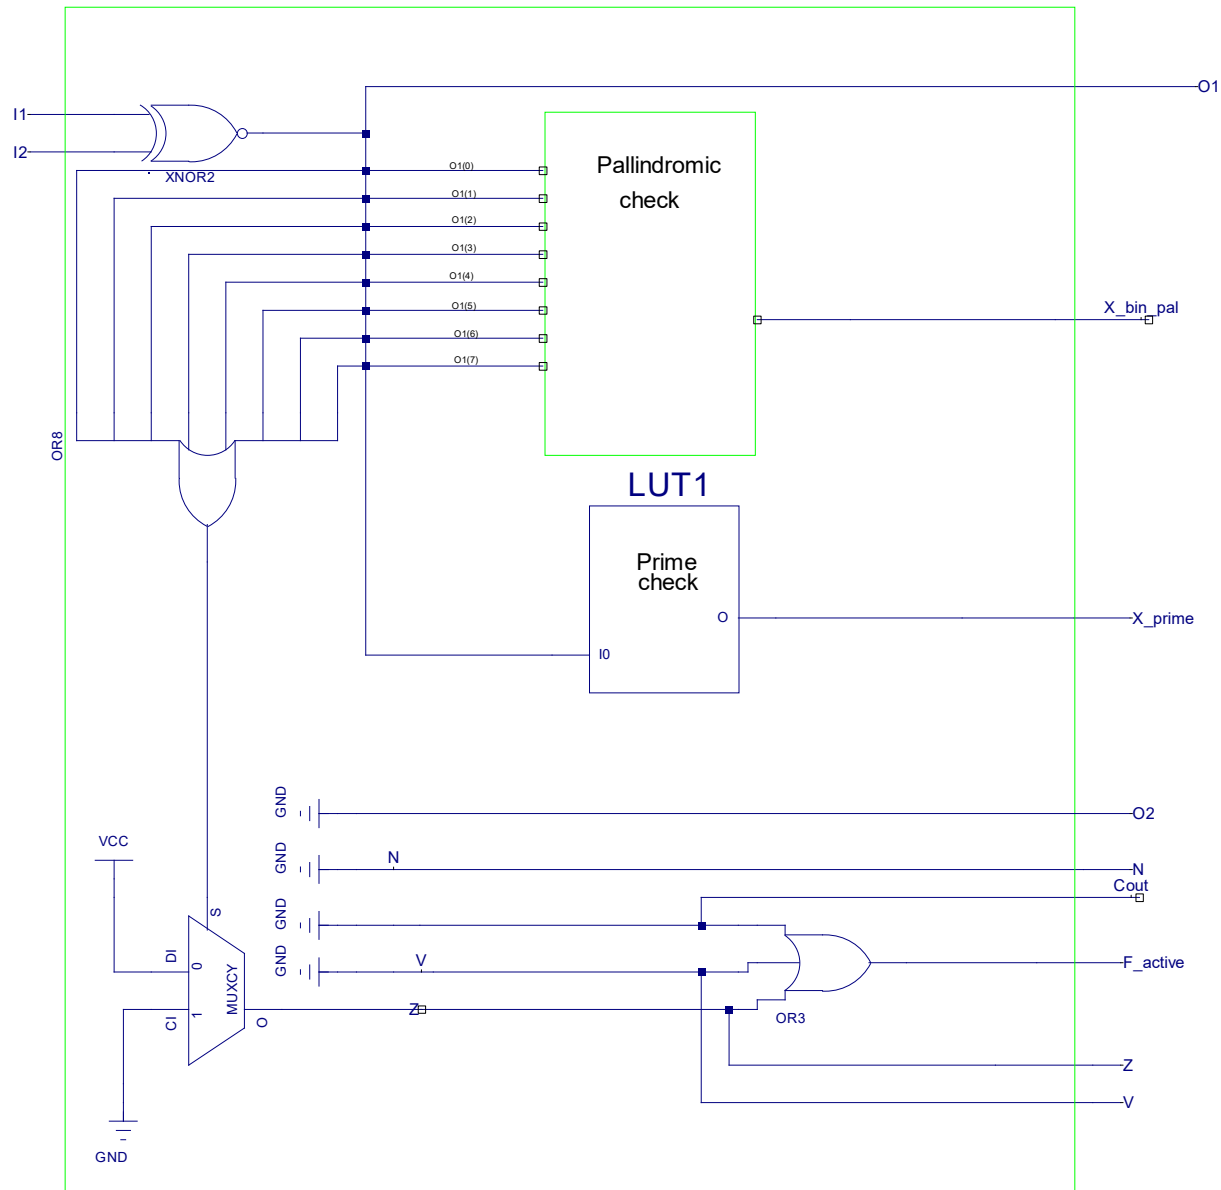 O1
I1
I2
XNOR2
O1(0)
O1(1)
O1(2)
O1(3)
O1(4)
O1(5)
O1(6)
O1(7)
Pallindromic
check
X_bin_pal
OR8
LUT1
Prime
check
O
I0
X_prime
GND
O2
VCC
GND
N
N
Cout
S
GND
DI
0
GND
V
F_active
MUXCY
CI
1
O
Z
OR3
Z
V
GND